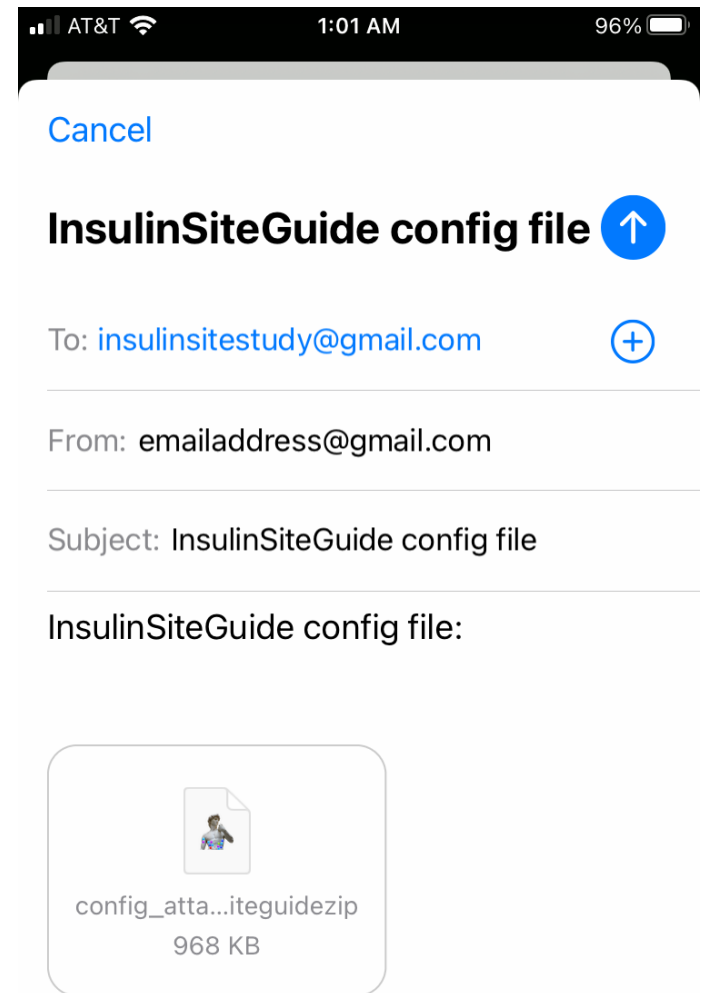 AT&T 1:01 AM 96%
Cancel
InsulinSiteGuide config file
To: insulinsitestudy@gmail.com
From: emailaddress@gmail.com
Subject: InsulinSiteGuide config file
InsulinSiteGuide config file:
config_atta...iteguidezip
968 KB